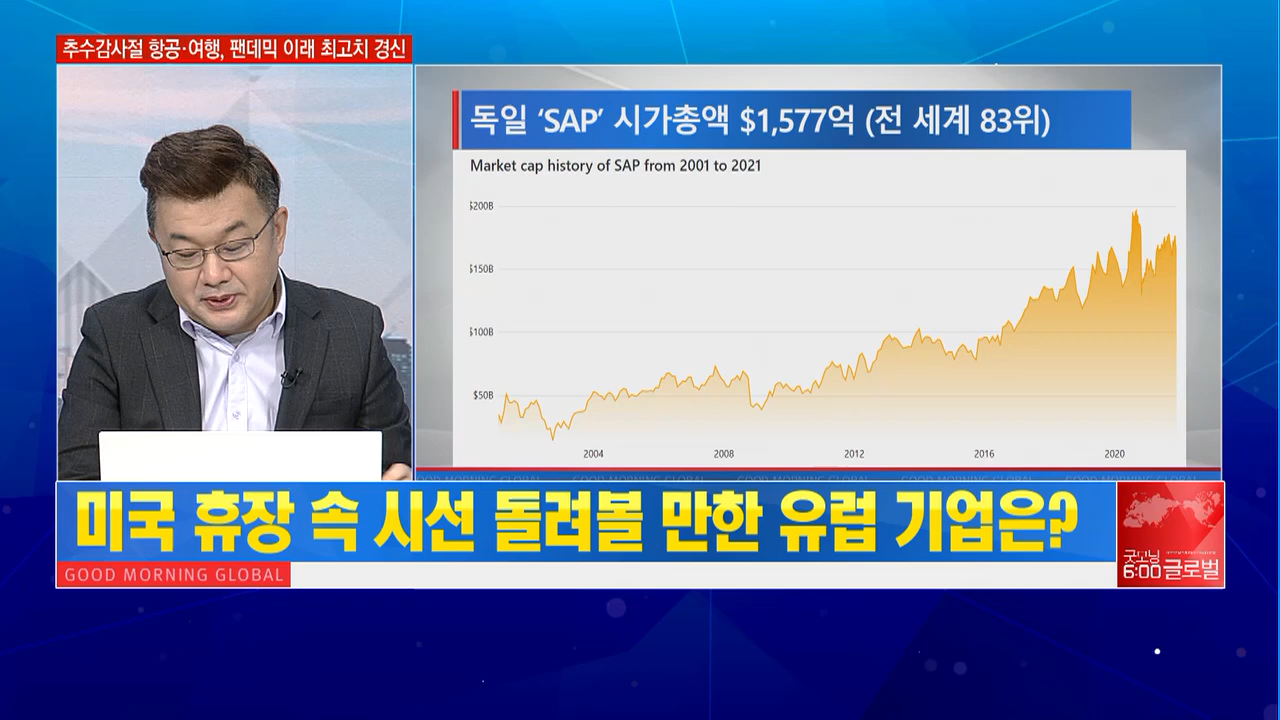 추수감사절 항공·여행, 팬데믹 이래 최고치 경신
독일 ‘SAP’ 시가총액 $1,577억 (전 세계 83위)
Market cap history of SAP from 2001 to 2021
$200B
$150B
$100B
$50B
2004 2008 2012 2016 2020
미국 휴장 속 시선 돌려볼 만한 유럽 기업은?
GOOD MORNING GLOBAL
굿모닝
6:00 글로벌